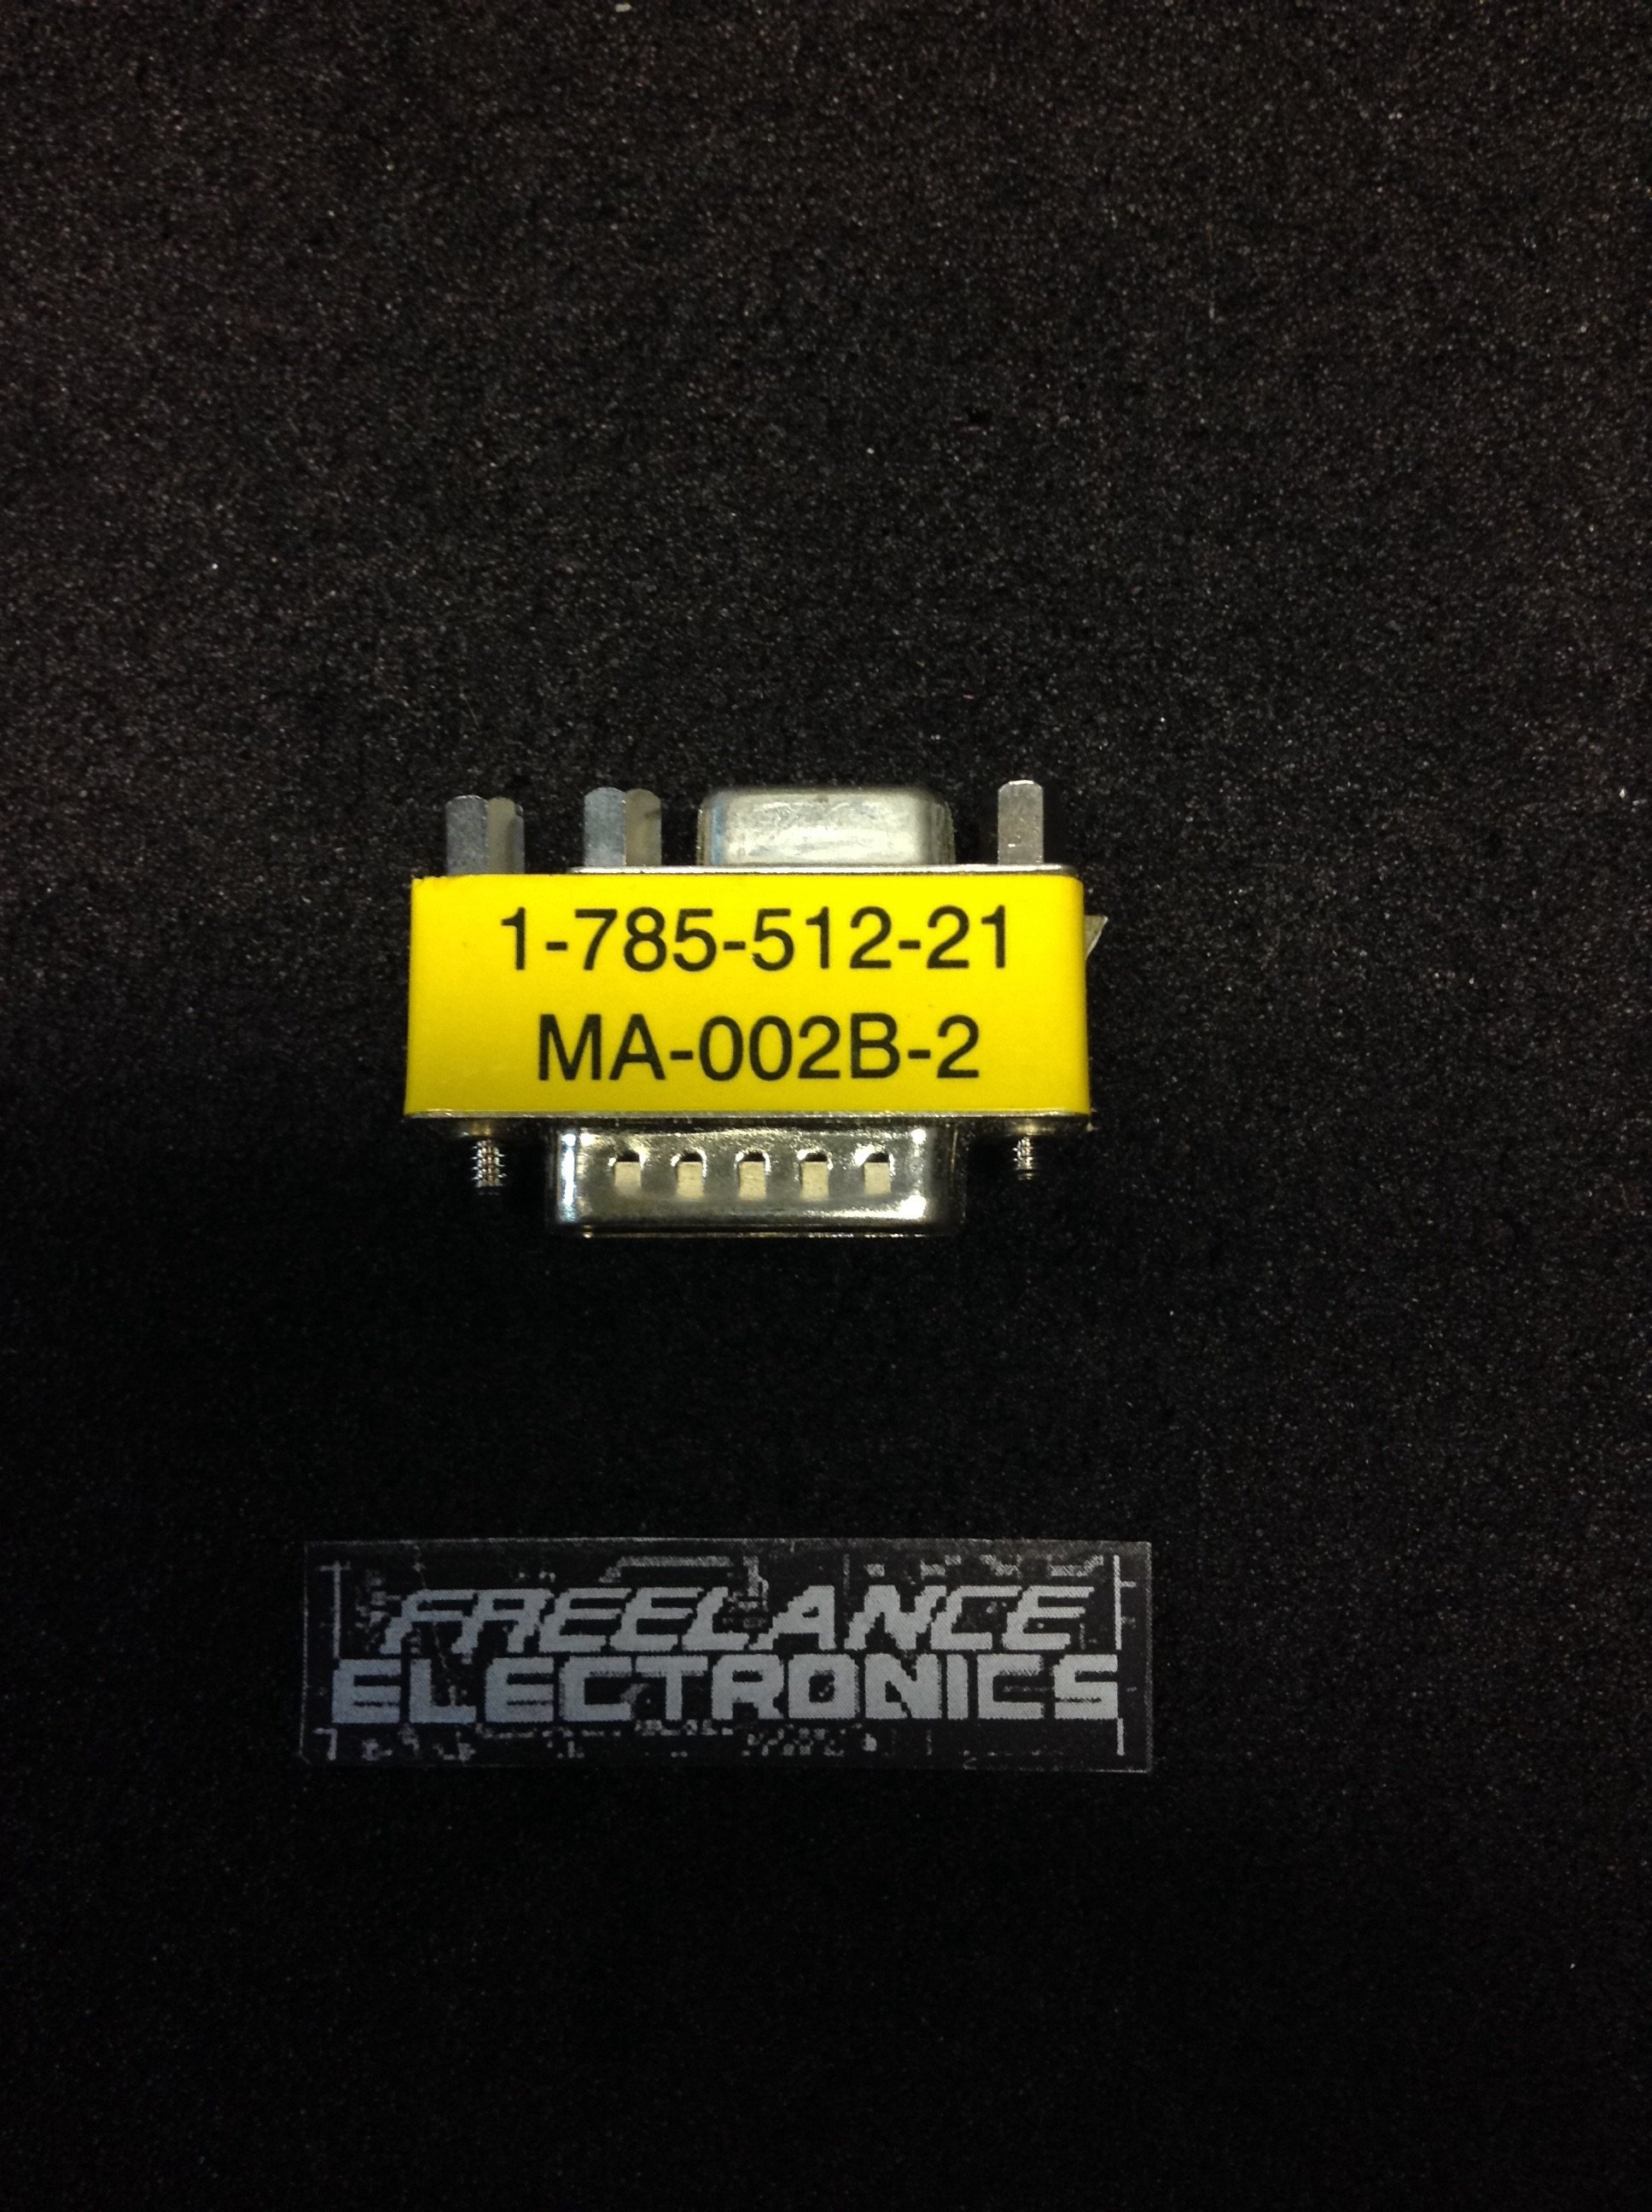 1-785-512-21
MA-002B-2
FREELANCE
ELECTRONICS